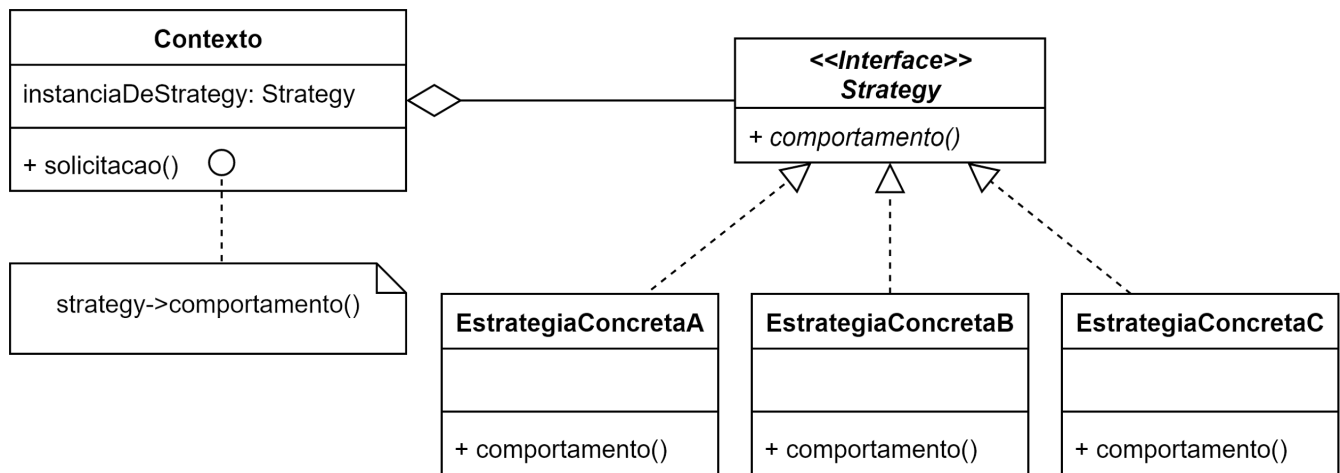 Contexto
instanciaDeStrategy: Strategy
+ solicitacao()
strategy->comportamento()
<<Interface>>
Strategy
+ comportamento()
EstrategiaConcretaA
+ comportamento()
EstrategiaConcretaB
+ comportamento()
EstrategiaConcretaC
+ comportamento()